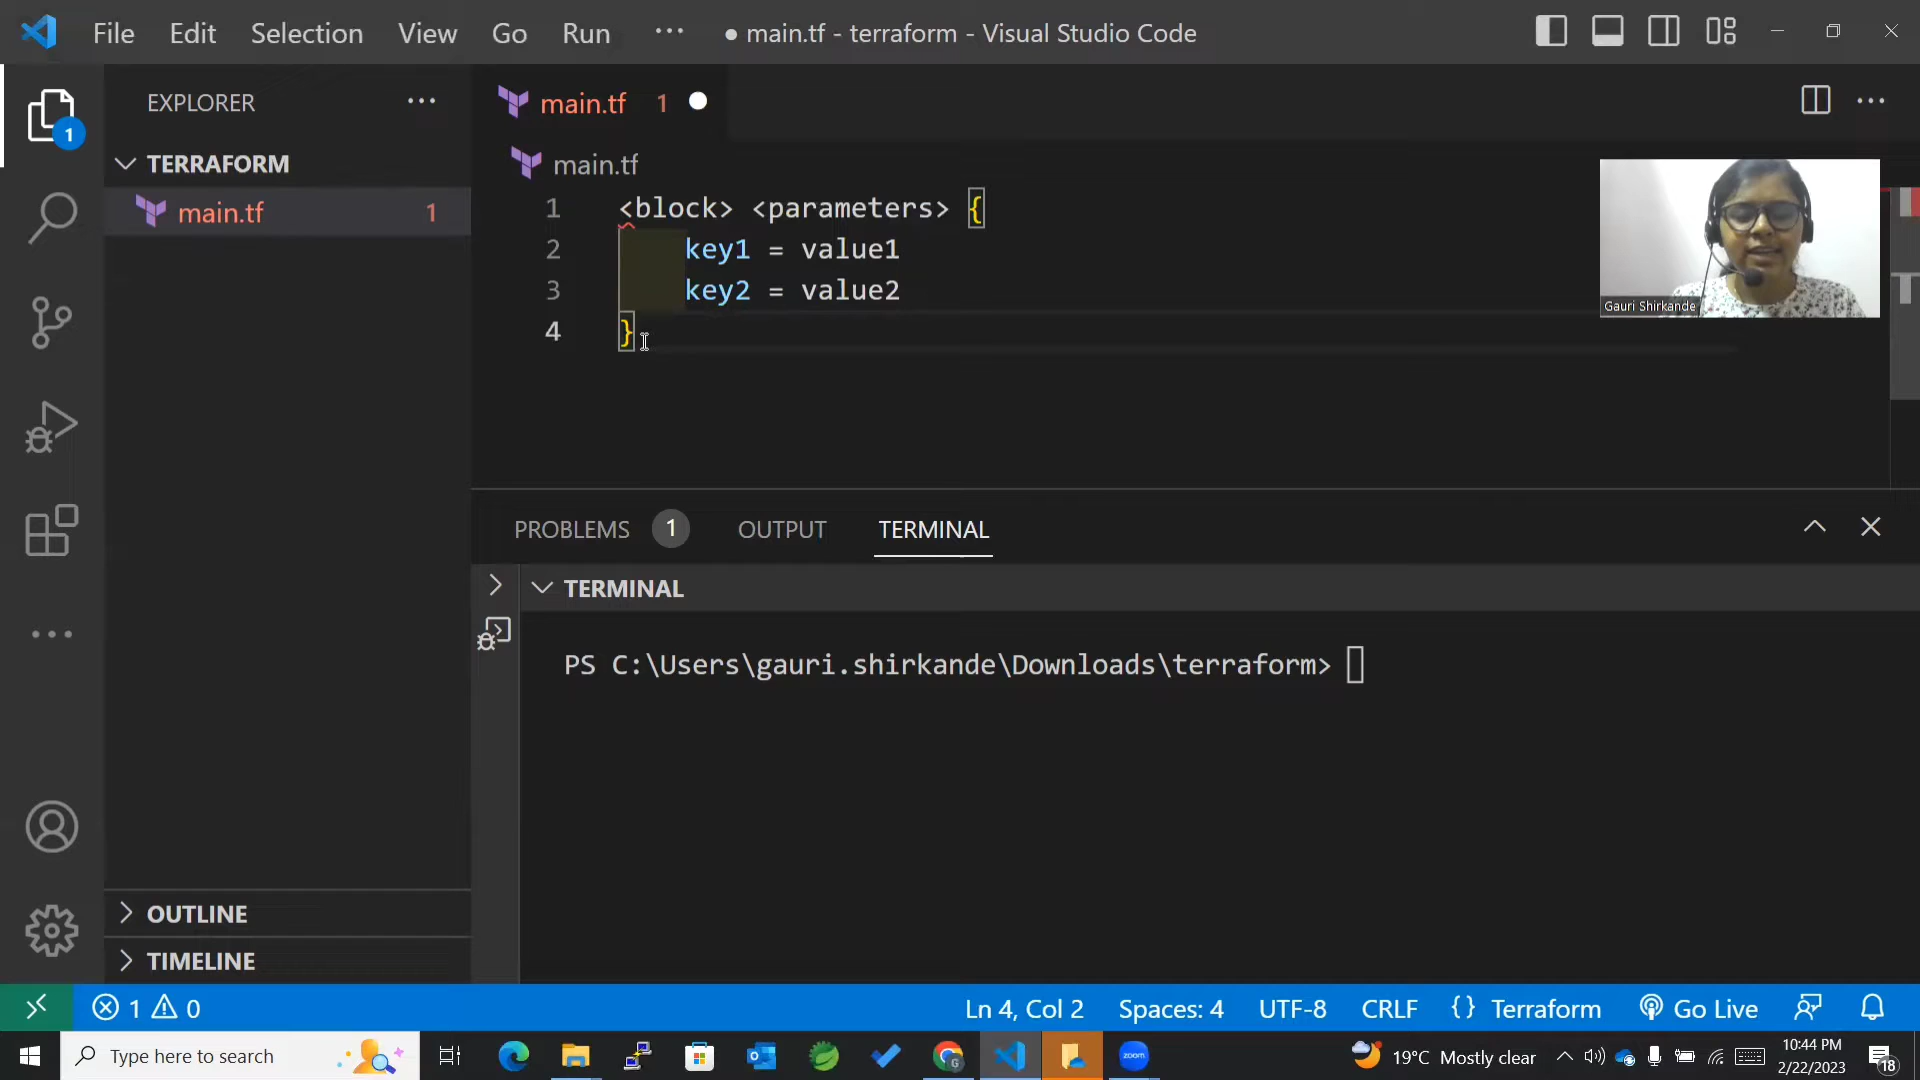 File Edit Selection View Go Run ··· ● main.tf - terraform - Visual Studio Code
EXPLORER ···
TERRAFORM
main.tf 1
1
OUTLINE
TIMELINE
main.tf 1 ●
main.tf
1 <block> <parameters> {
2 key1 = value1
3 key2 = value2
4 }
Gauri Shirkande
PROBLEMS 1 OUTPUT TERMINAL
TERMINAL
PS C:\Users\gauri.shirkande\Downloads\terraform>
1 0 Ln 4, Col 2 Spaces: 4 UTF-8 CRLF {} Terraform Go Live
Type here to search
zoom
G
19°C Mostly clear
10:44 PM
2/22/2023
18